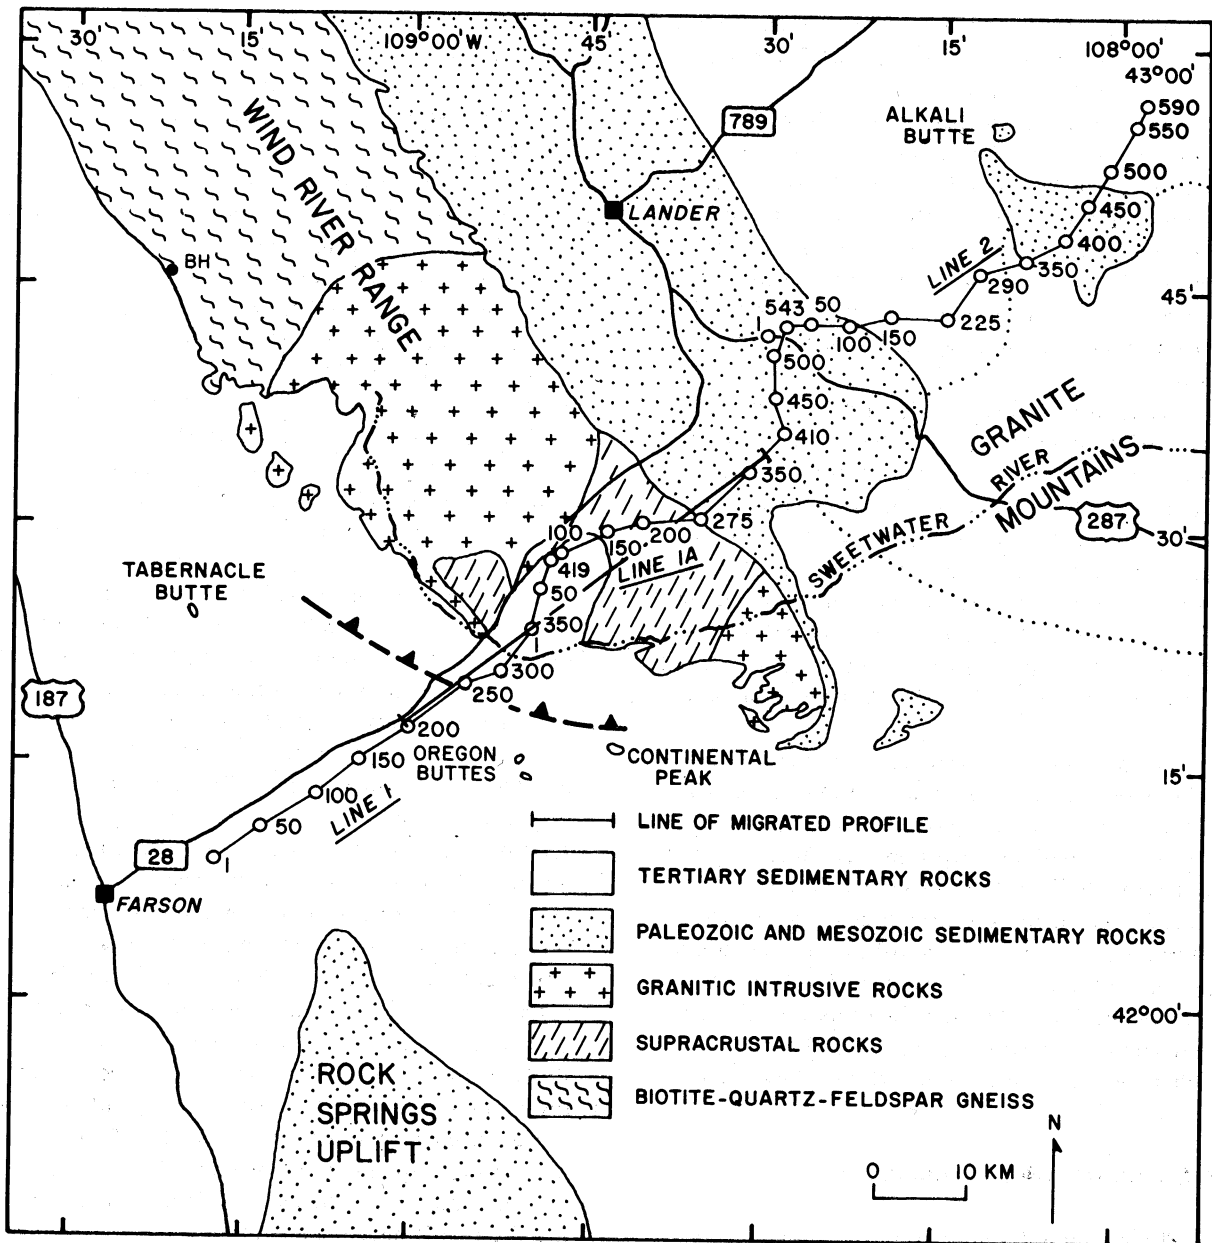 30'
15'
109°00'W
45'
30'
15'
108°00'
43°00'
590
550
500
450
400
350
290
225
ALKALI
BUTTE
789
WIND RIVER RANGE
LANDER
BH
LINE 2
45'
543
50
1
100
150
500
450
410
350
GRANITE
MOUNTAINS
RIVER
SWEETWATER
287
30'
100
150
200
275
419
LINE 1A
50
350
1
300
250
200
150
100
50
1
TABERNACLE
BUTTE
187
OREGON
BUTTES
CONTINENTAL
PEAK
15'
LINE 1
28
FARSON
LINE OF MIGRATED PROFILE
TERTIARY SEDIMENTARY ROCKS
PALEOZOIC AND MESOZOIC SEDIMENTARY ROCKS
GRANITIC INTRUSIVE ROCKS
42°00'
SUPRACRUSTAL ROCKS
BIOTITE-QUARTZ-FELDSPAR GNEISS
ROCK
SPRINGS
UPLIFT
N
0 10 KM